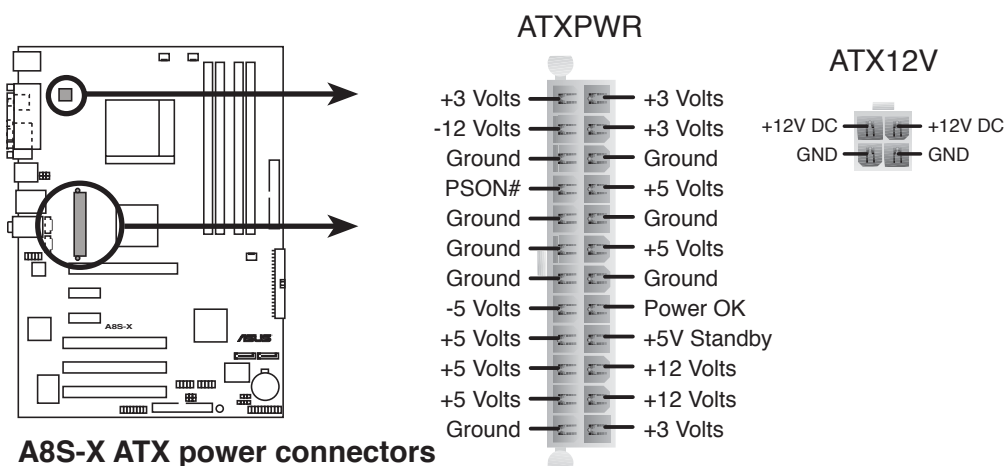 ATXPWR
ATX12V
+3 Volts +3 Volts
-12 Volts +3 Volts
Ground Ground
PSON# +5 Volts
Ground Ground
Ground +5 Volts
Ground Ground
-5 Volts Power OK
+5 Volts +5V Standby
+5 Volts +12 Volts
+5 Volts +12 Volts
Ground +3 Volts
+12V DC +12V DC
GND GND
A8S-X
ASUS
A8S-X ATX power connectors